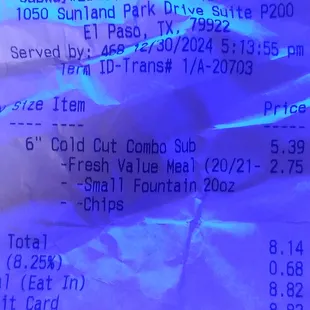 1050 Sunland Park Drive Suite P200
El Paso, TX, 79922
Served by: 468 12/30/2024 5:13:55 pm
Term ID-Trans# 1/A-20703
Size Item Price
---- ---- -----
6" Cold Cut Combo Sub 5.39
-Fresh Value Meal (20/21- 2.75
- -Small Fountain 20oz
- -Chips
Total 8.14
(8.25%) 0.68
(Eat In) 8.82
Card 8.82